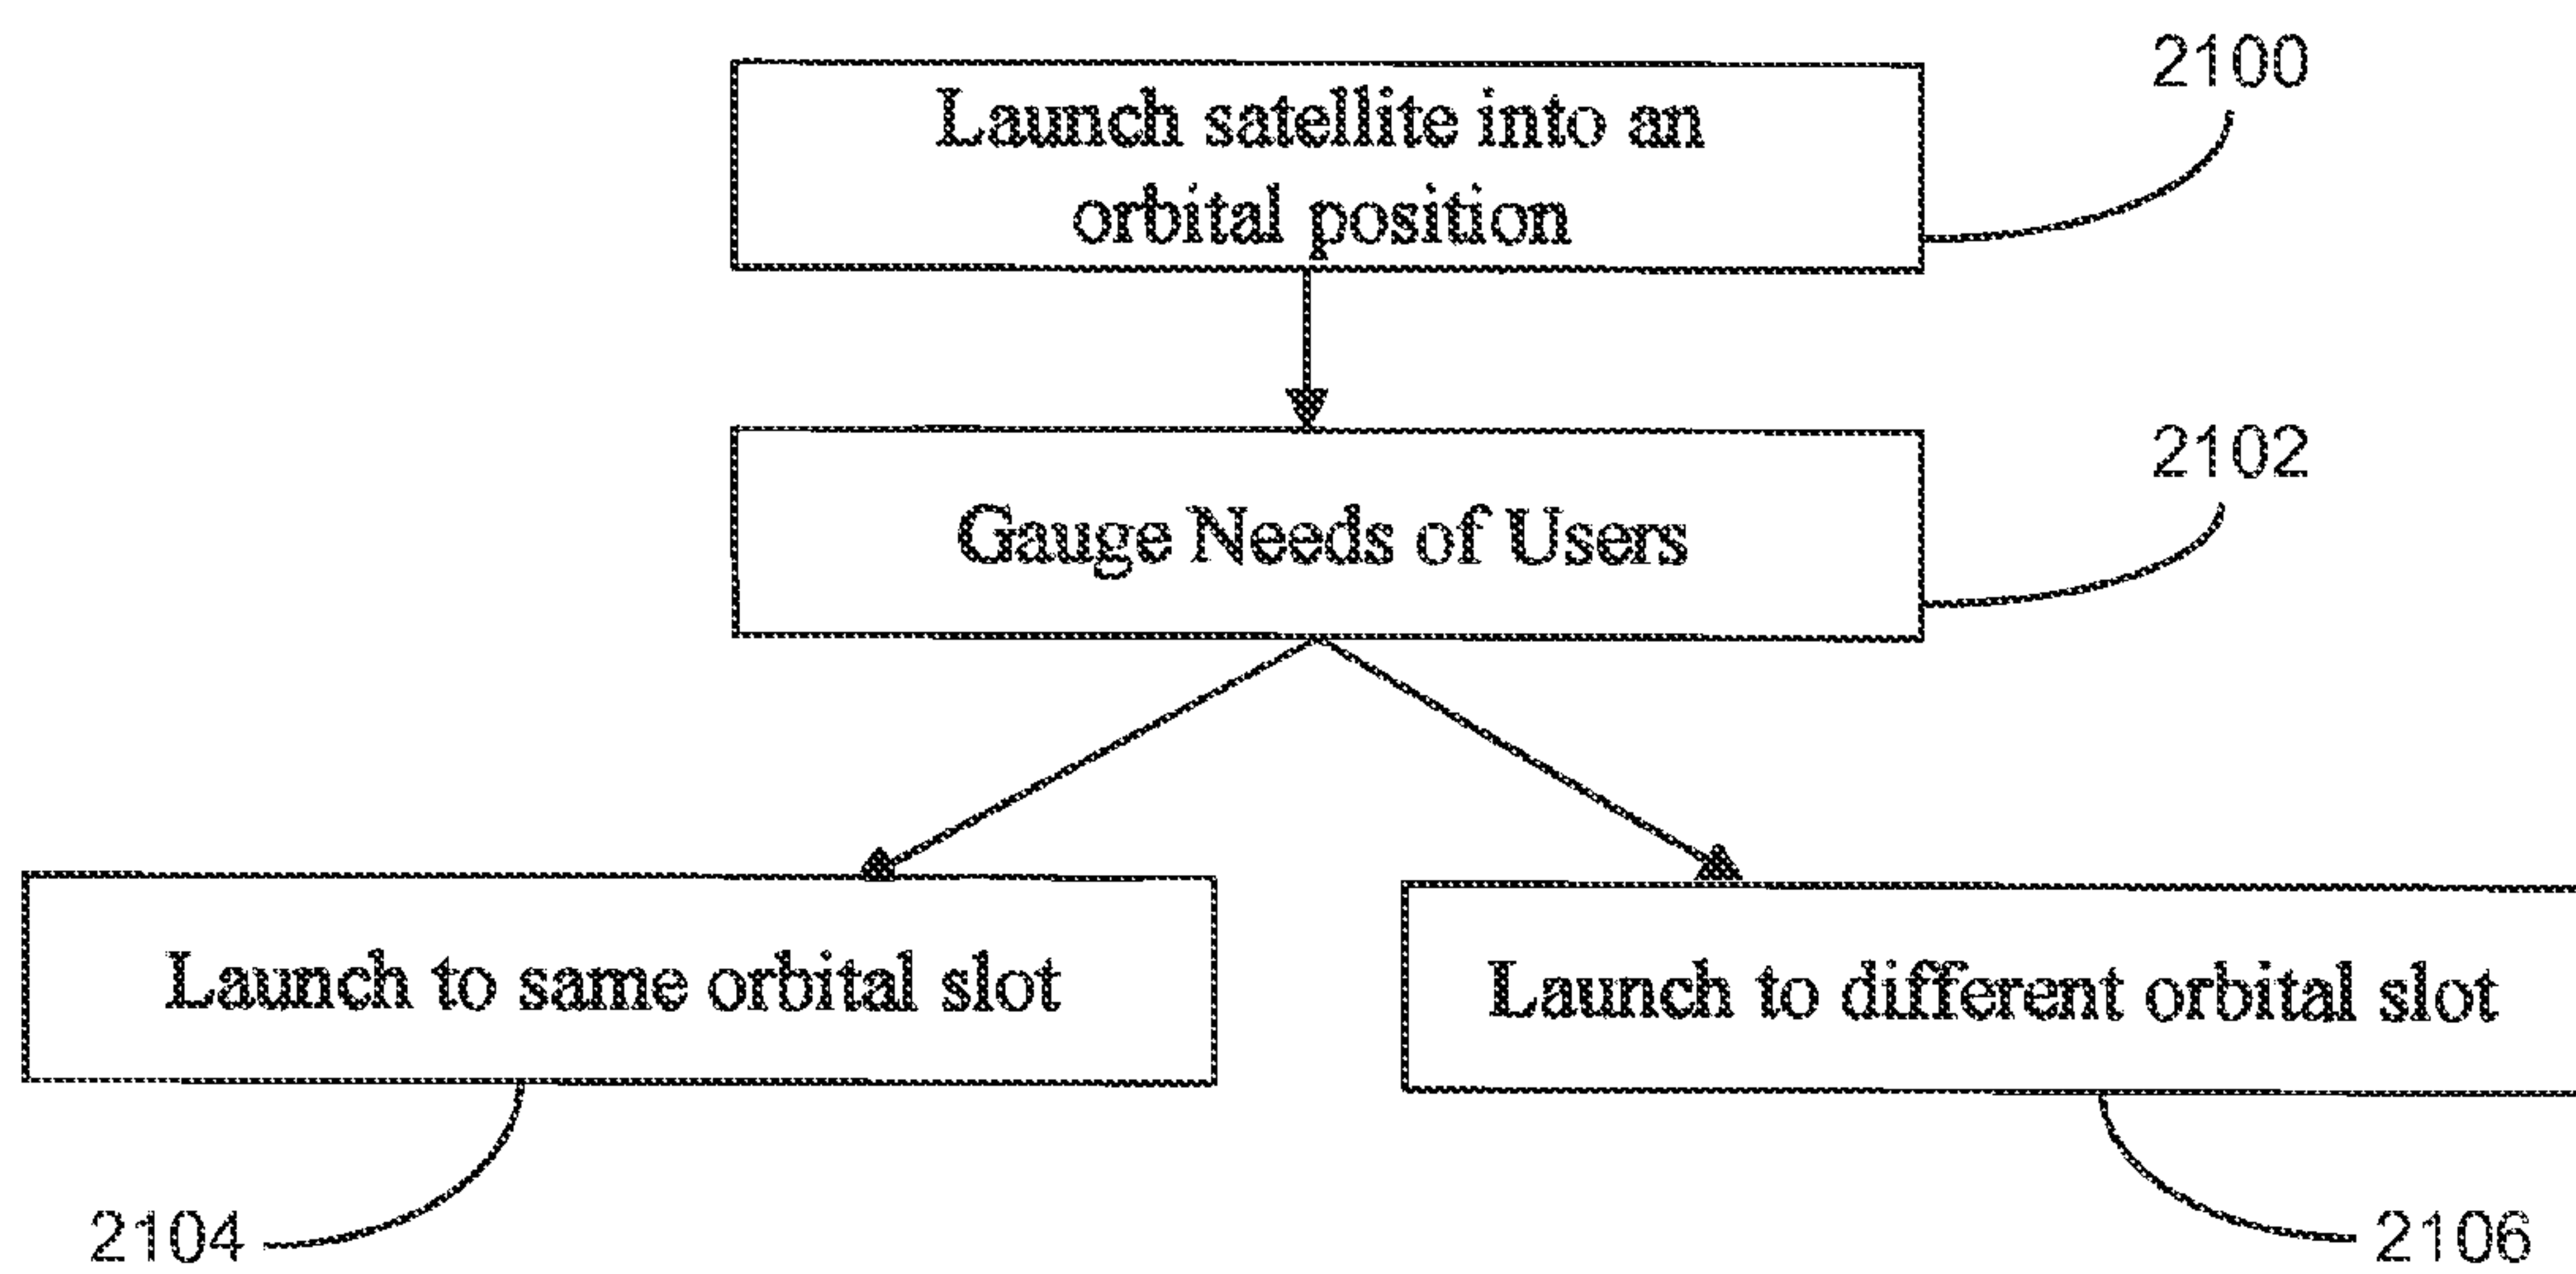 2100
Launch satellite into an
orbital position
2102
Gauge Needs of Users
Launch to same orbital slot
Launch to different orbital slot
2104
2106